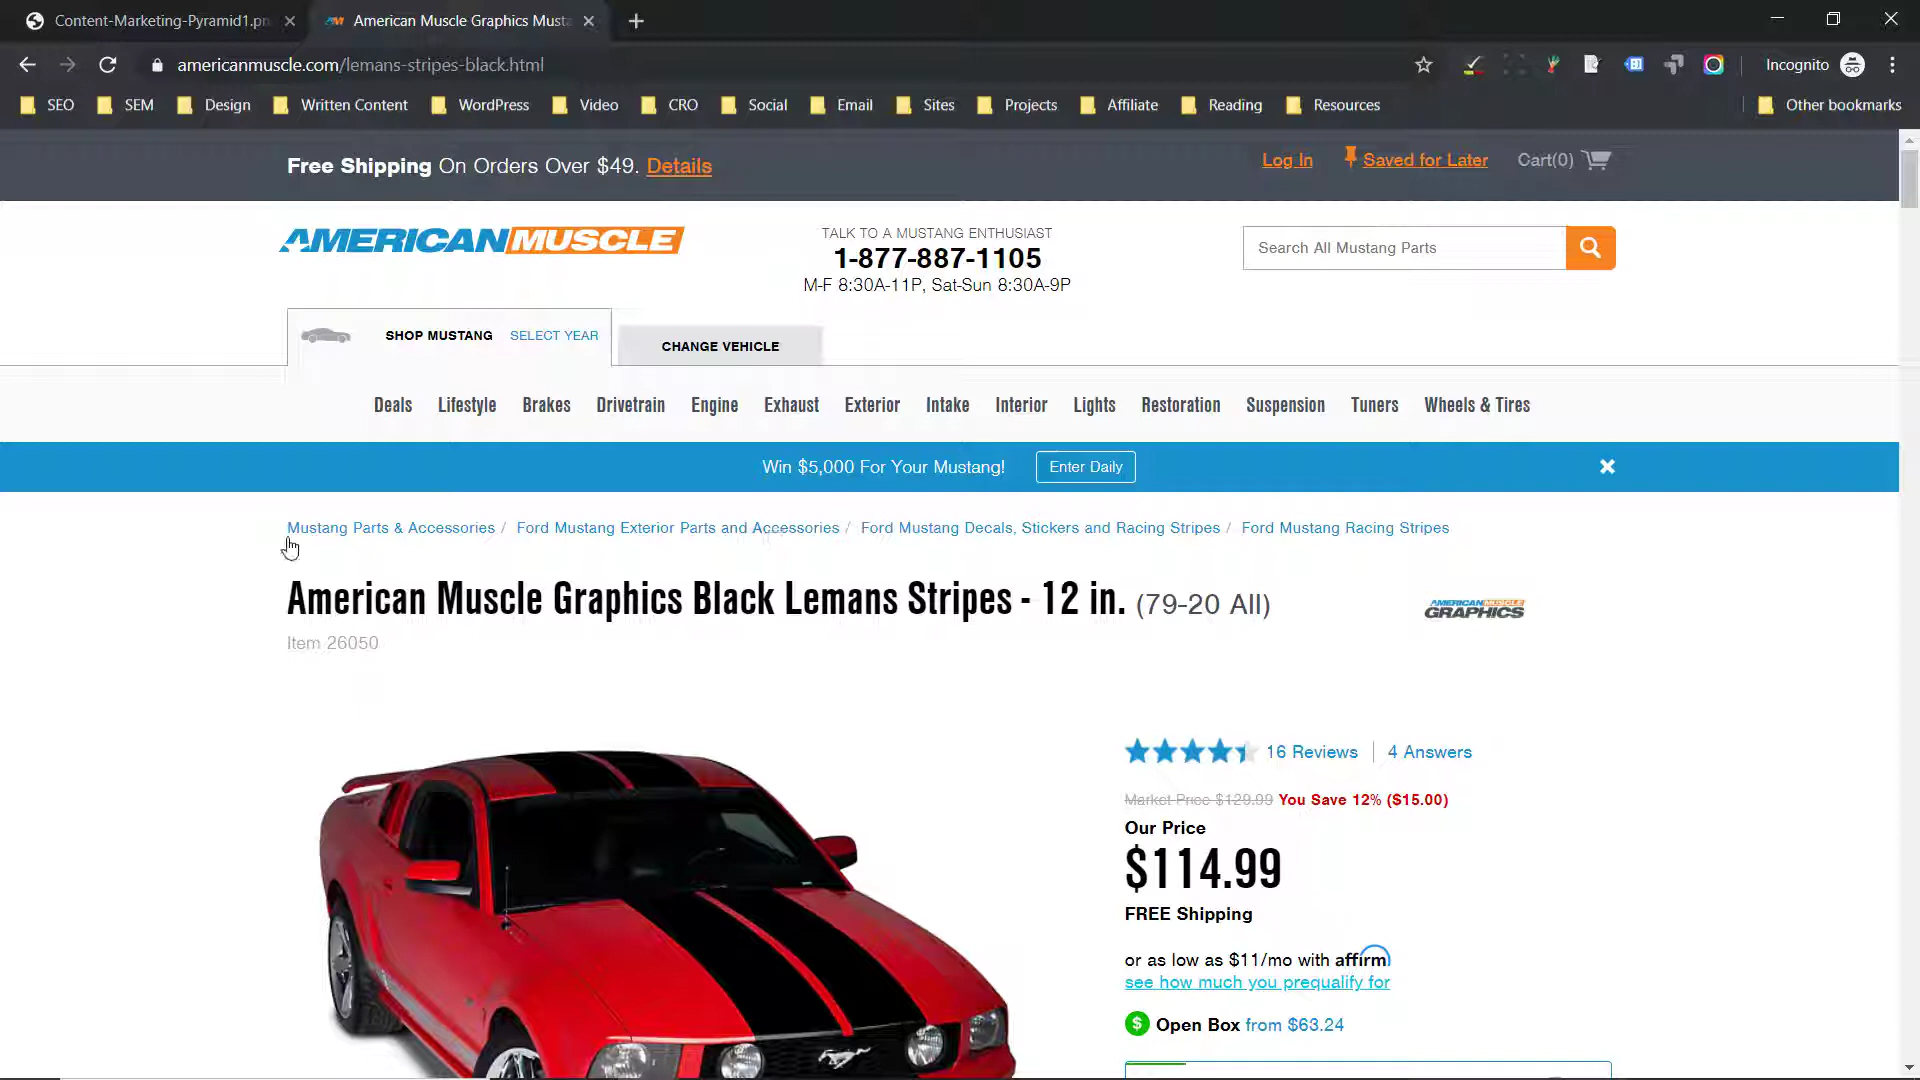 Content-Marketing-Pyramid1.pn
American Muscle Graphics Musta
americanmuscle.com/lemans-stripes-black.html
Incognito
SEO SEM Design Written Content WordPress Video CRO Social Email Sites Projects Affiliate Reading Resources Other bookmarks
Free Shipping On Orders Over $49. Details
Log In Saved for Later Cart(0)
AMERICANMUSCLE
TALK TO A MUSTANG ENTHUSIAST
1-877-887-1105
M-F 8:30A-11P, Sat-Sun 8:30A-9P
Search All Mustang Parts
SHOP MUSTANG SELECT YEAR
CHANGE VEHICLE
Deals Lifestyle Brakes Drivetrain Engine Exhaust Exterior Intake Interior Lights Restoration Suspension Tuners Wheels & Tires
Win $5,000 For Your Mustang! Enter Daily
Mustang Parts & Accessories / Ford Mustang Exterior Parts and Accessories / Ford Mustang Decals, Stickers and Racing Stripes / Ford Mustang Racing Stripes
American Muscle Graphics Black Lemans Stripes - 12 in. (79-20 All)
AMERICAN MUSCLE
GRAPHICS
Item 26050
16 Reviews | 4 Answers
Market Price $129.99 You Save 12% ($15.00)
Our Price
$114.99
FREE Shipping
or as low as $11/mo with affirm
see how much you prequalify for
$ Open Box from $63.24